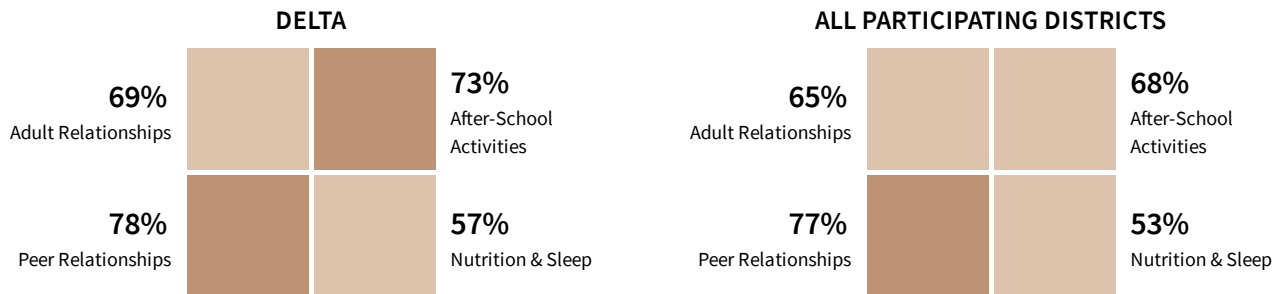 DELTA
69%
Adult Relationships
73%
After-School
Activities
78%
Peer Relationships
57%
Nutrition & Sleep
ALL PARTICIPATING DISTRICTS
65%
Adult Relationships
68%
After-School
Activities
77%
Peer Relationships
53%
Nutrition & Sleep